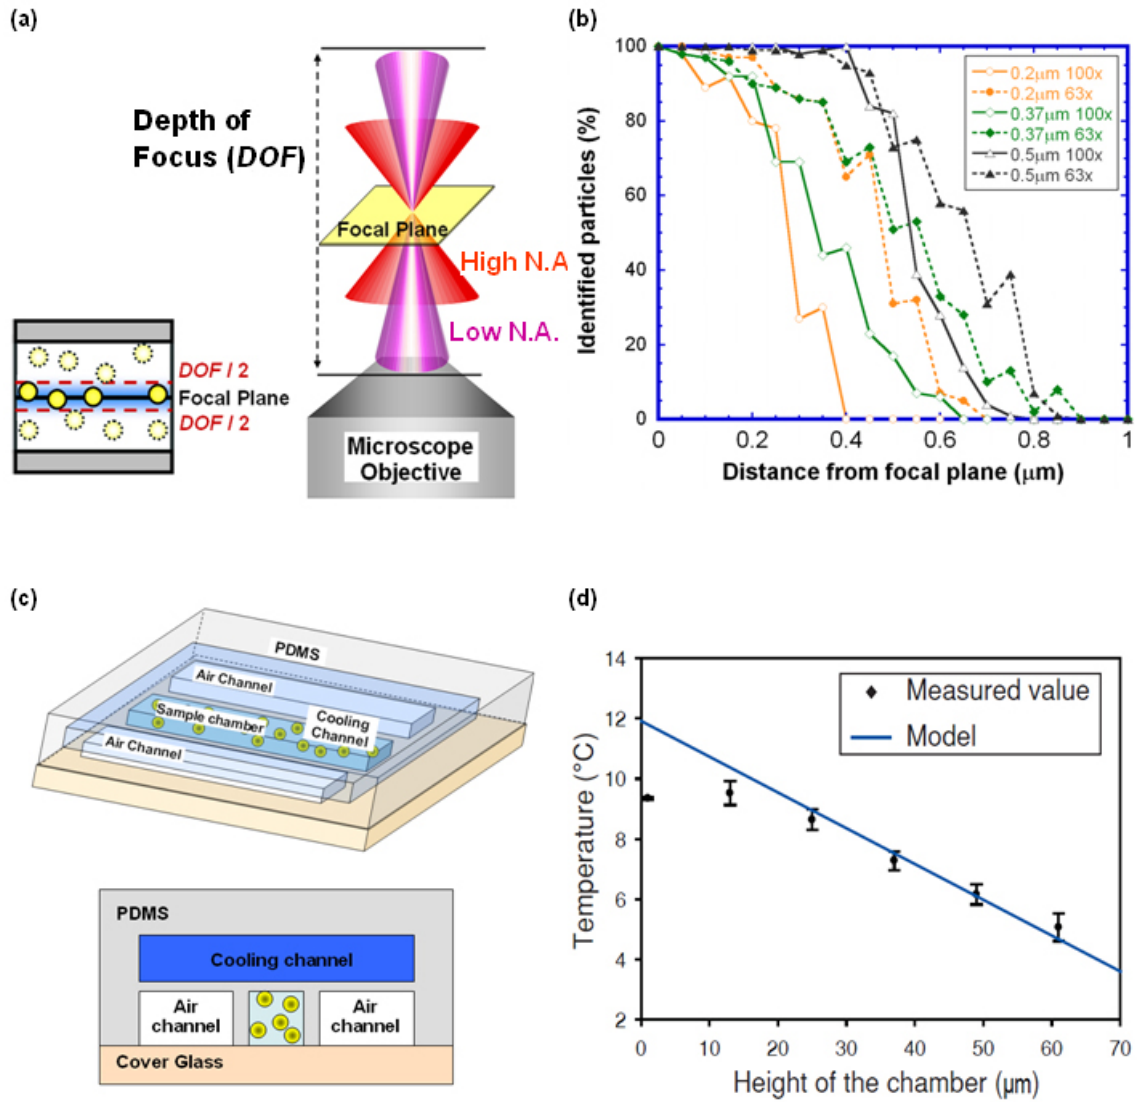 (a)
Depth of
Focus (DOF)
Focal Plane
High N.A
Low N.A.
DOF / 2
Focal Plane
DOF / 2
Microscope
Objective
(b)
Identified particles (%)
100
80
60
40
20
0
0.2μm 100x
0.2μm 63x
0.37μm 100x
0.37μm 63x
0.5μm 100x
0.5μm 63x
0 0.2 0.4 0.6 0.8 1
Distance from focal plane (μm)
(c)
PDMS
Air Channel
Sample chamber
Cooling
Channel
Air Channel
PDMS
Cooling channel
Air
channel
Air
channel
Cover Glass
(d)
Temperature (°C)
14
12
10
8
6
4
2
Measured value
Model
0 10 20 30 40 50 60 70
Height of the chamber (μm)